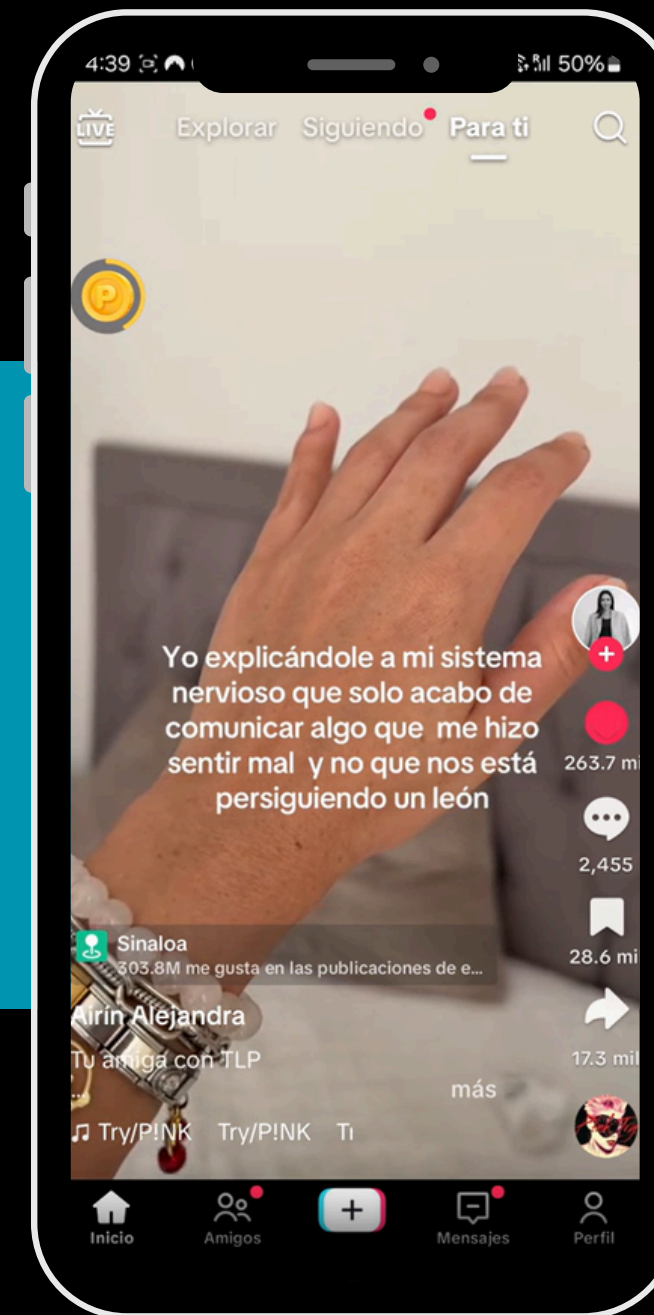 4:39
50%
LIVE
Explorar Siguiendo Para ti
P
Yo explicándole a mi sistema
nervioso que solo acabo de
comunicar algo que me hizo
sentir mal y no que nos está
persiguiendo un león
263.7 mi
2,455
28.6 mi
17.3 mil
Sinaloa
303.8M me gusta en las publicaciones de e...
Airín Alejandra
Tu amiga con TLP
...
más
Try/P!NK Try/P!NK
Inicio
Amigos
Mensajes
Perfil